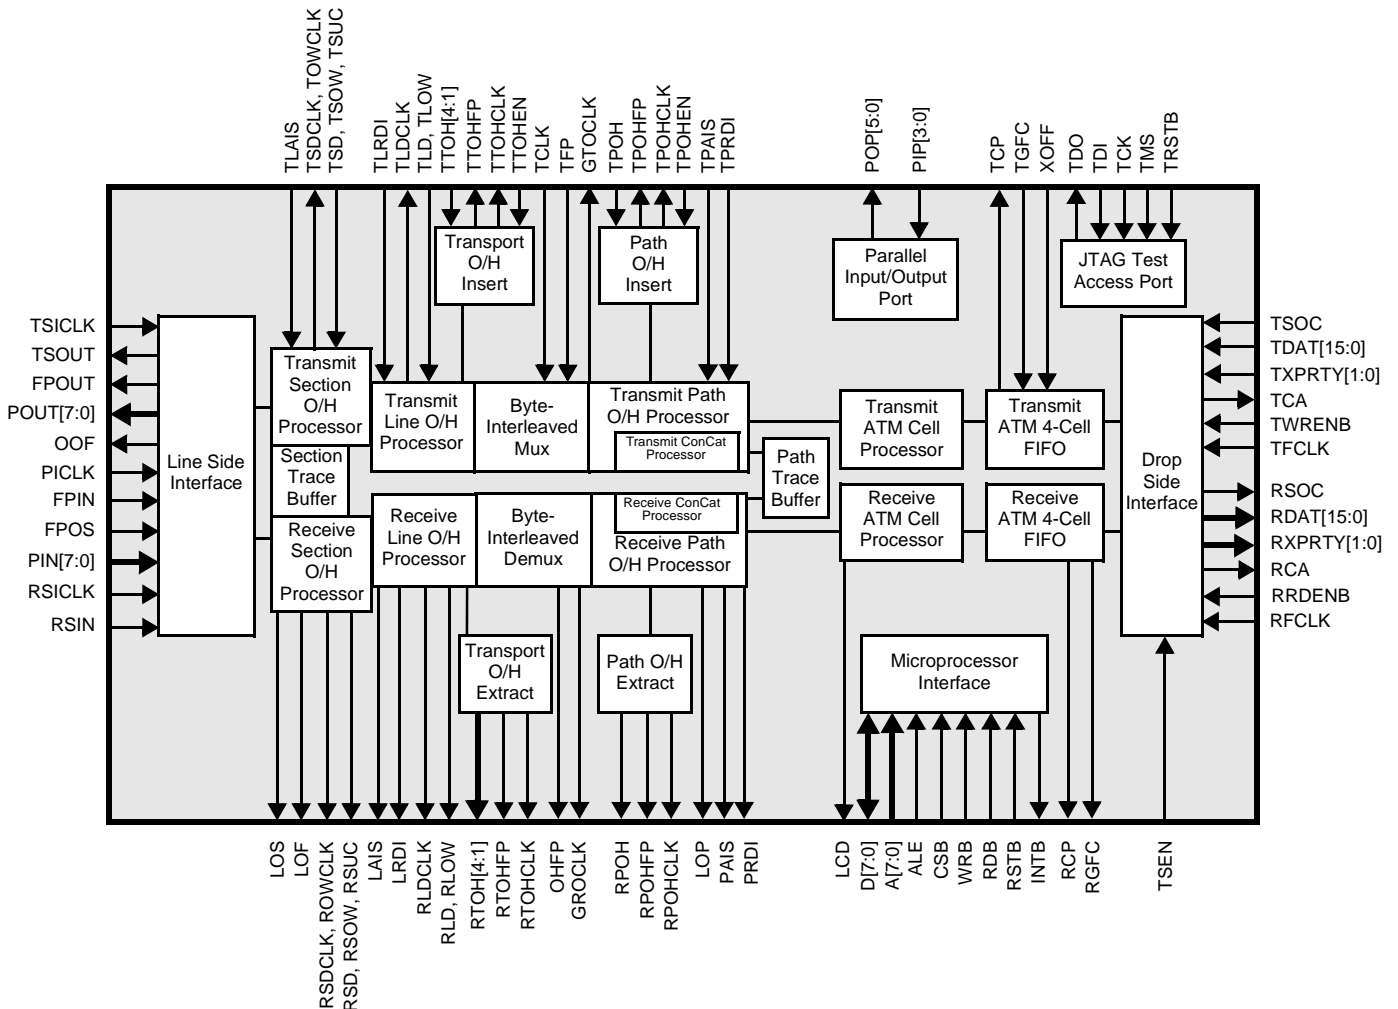 TLAIS
TSDCLK, TOWCLK
TSD, TSOW, TSUC
TLRDI
TLDCLK
TLD, TLOW
TTOH[4:1]
TTOHFP
TTOHCLK
TTOHEN
TCLK
TFP
GTOCLK
TPOH
TPOHFP
TPOHCLK
TPOHEN
TPAIS
TPRDI
POP[5:0]
PIP[3:0]
TCP
TGFC
XOFF
TDO
TDI
TCK
TMS
TRSTB
Transport
O/H
Insert
Path
O/H
Insert
Parallel
Input/Output
Port
JTAG Test
Access Port
TSICLK
TSOUT
FPOUT
POUT[7:0]
OOF
PICLK
FPIN
FPOS
PIN[7:0]
RSICLK
RSIN
Line Side
Interface
Transmit
Section
O/H
Processor
Section
Trace
Buffer
Receive
Section
O/H
Processor
Transmit
Line O/H
Processor
Byte-
Interleaved
Mux
Transmit Path
O/H Processor
Transmit ConCat
Processor
Path
Trace
Buffer
Receive
Line O/H
Processor
Byte-
Interleaved
Demux
Receive ConCat
Processor
Receive Path
O/H Processor
Transmit
ATM Cell
Processor
Transmit
ATM 4-Cell
FIFO
Receive
ATM Cell
Processor
Receive
ATM 4-Cell
FIFO
Drop
Side
Interface
TSOC
TDAT[15:0]
TXPRTY[1:0]
TCA
TWRENB
TFCLK
RSOC
RDAT[15:0]
RXPRTY[1:0]
RCA
RRDENB
RFCLK
Transport
O/H
Extract
Path O/H
Extract
Microprocessor
Interface
LOS
LOF
RSDCLK, ROWCLK
RSD, RSOW, RSUC
LAIS
LRDI
RLDCLK
RLD, RLOW
RTOH[4:1]
RTOHFP
RTOHCLK
OHFP
GROCLK
RPOH
RPOHFP
RPOHCLK
LOP
PAIS
PRDI
LCD
D[7:0]
A[7:0]
ALE
CSB
WRB
RDB
RSTB
INTB
RCP
RGFC
TSEN